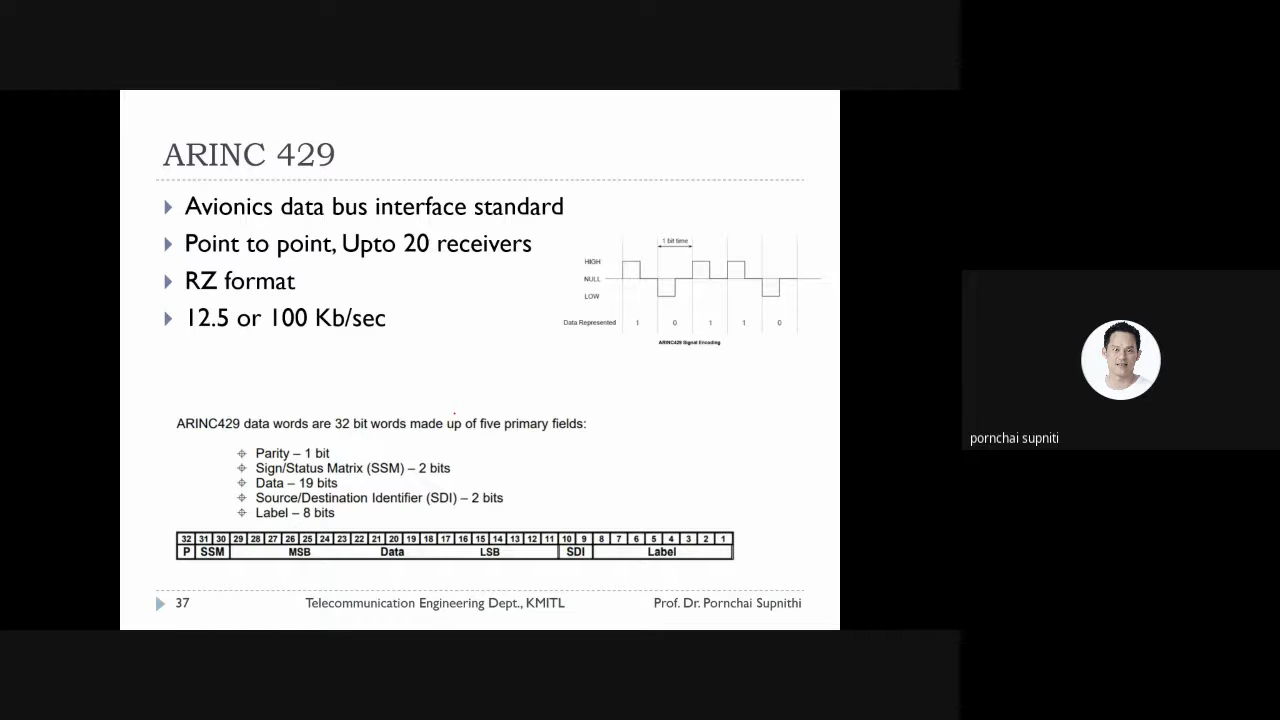 ARINC 429
Avionics data bus interface standard
Point to point, Upto 20 receivers
RZ format
12.5 or 100 Kb/sec
1 bit time
HIGH
NULL
LOW
Data Represented 1 0 1 1 0
ARINC429 Signal Encoding
ARINC429 data words are 32 bit words made up of five primary fields:
Parity – 1 bit
Sign/Status Matrix (SSM) – 2 bits
Data – 19 bits
Source/Destination Identifier (SDI) – 2 bits
Label – 8 bits
32 31 30 29 28 27 26 25 24 23 22 21 20 19 18 17 16 15 14 13 12 11 10 9 8 7 6 5 4 3 2 1
P SSM MSB Data LSB SDI Label
37 Telecommunication Engineering Dept., KMITL Prof. Dr. Pornchai Supnithi
pornchai supniti